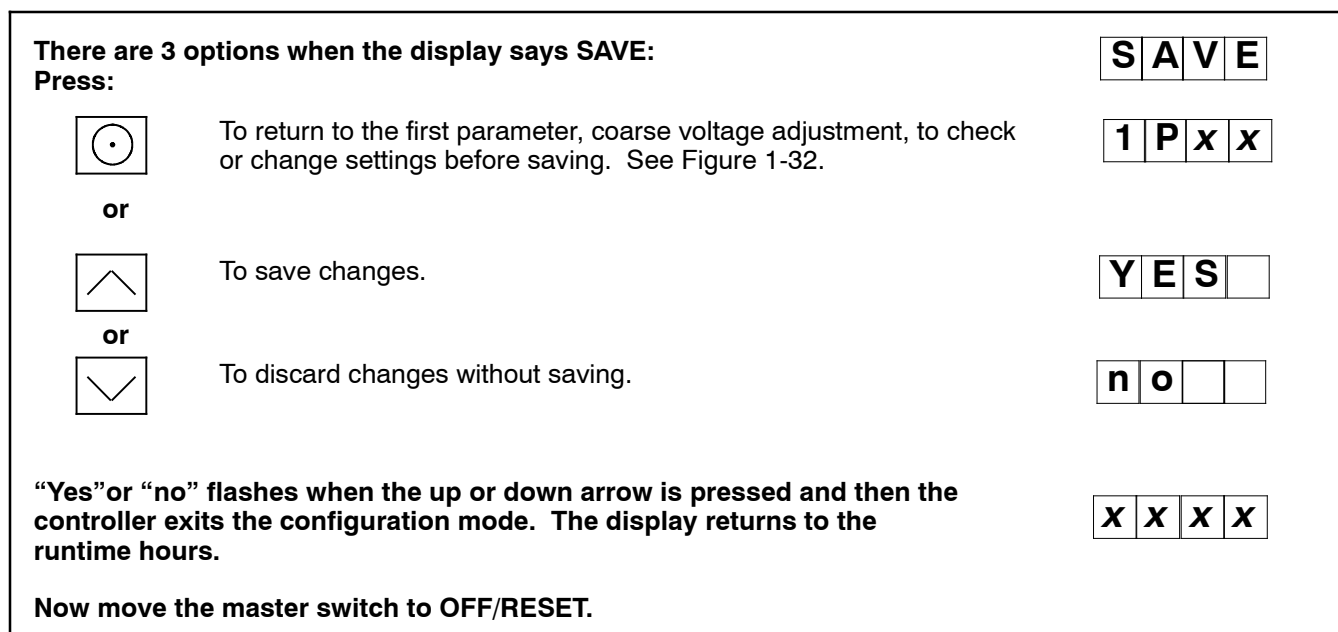 There are 3 options when the display says SAVE:
SAVE
Press:
To return to the first parameter, coarse voltage adjustment, to check
1Pxx
or change settings before saving.  See Figure 1-32.
or
To save changes.
YES
or
To discard changes without saving.
no
“Yes”or “no” flashes when the up or down arrow is pressed and then the
controller exits the configuration mode.  The display returns to the
xxxx
runtime hours.
Now move the master switch to OFF/RESET.